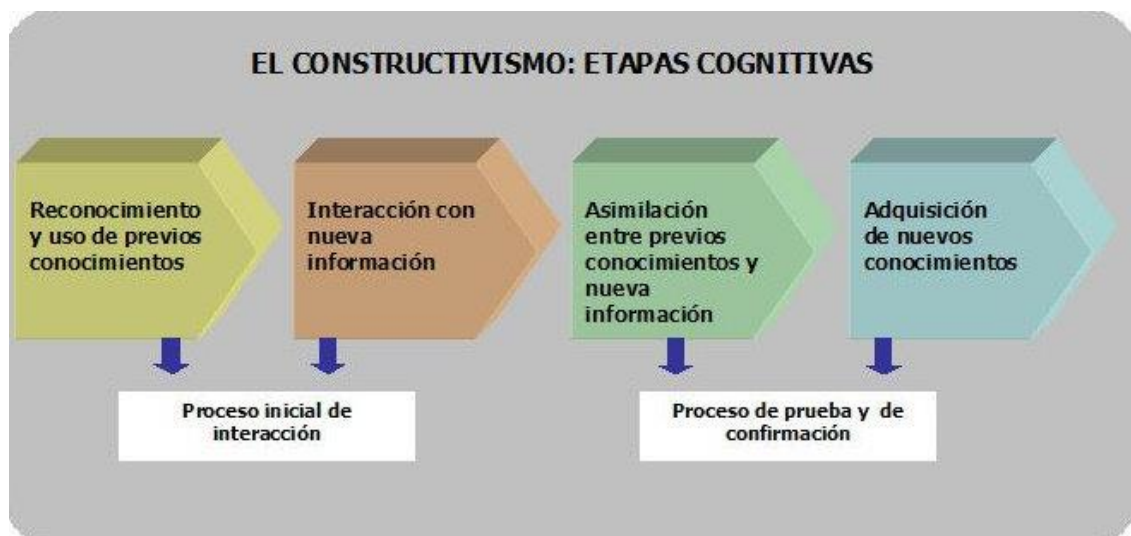 EL CONSTRUCTIVISMO: ETAPAS COGNITIVAS
Reconocimiento
y uso de previos
conocimientos
Interacción con
nueva
información
Asimilación
entre previos
conocimientos y
nueva
información
Adquisición
de nuevos
conocimientos
Proceso inicial de
interacción
Proceso de prueba y de
confirmación